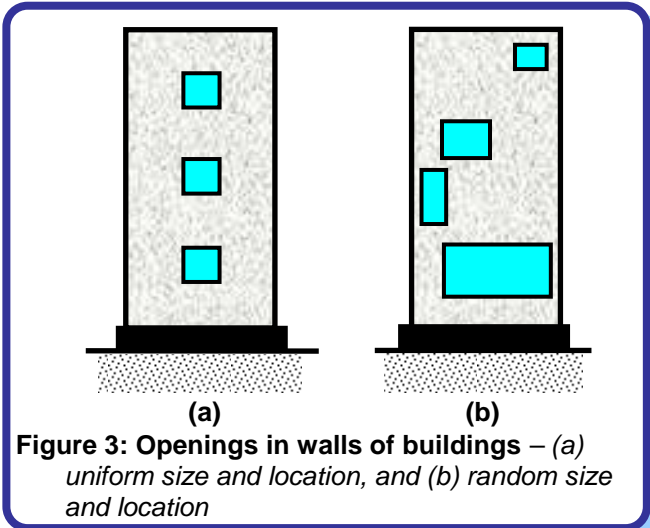 (a) (b)
Figure 3: Openings in walls of buildings – (a)
uniform size and location, and (b) random size
and location